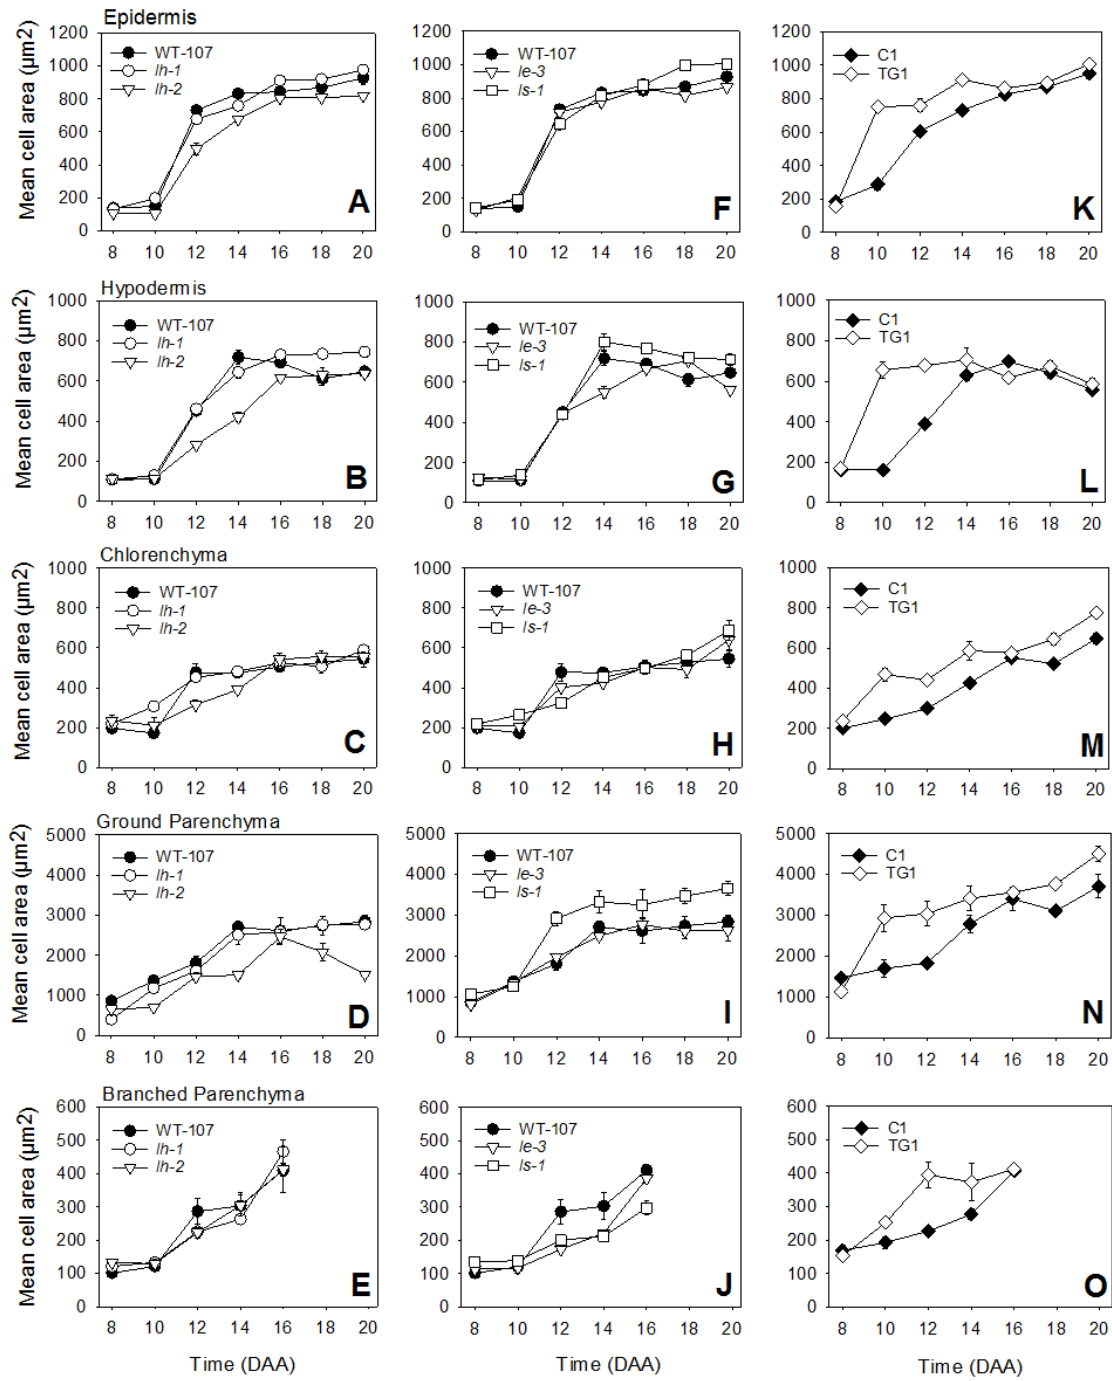 Epidermis
Mean cell area (µm2)
1200
1000
800
600
400
200
0
WT-107
lh-1
lh-2
A
8 10 12 14 16 18 20
1200
1000
800
600
400
200
0
WT-107
le-3
ls-1
F
8 10 12 14 16 18 20
1200
1000
800
600
400
200
0
C1
TG1
K
8 10 12 14 16 18 20
Hypodermis
Mean cell area (µm2)
1000
800
600
400
200
0
WT-107
lh-1
lh-2
B
8 10 12 14 16 18 20
1000
800
600
400
200
0
WT-107
le-3
ls-1
G
8 10 12 14 16 18 20
1000
800
600
400
200
0
C1
TG1
L
8 10 12 14 16 18 20
Chlorenchyma
Mean cell area (µm2)
1000
800
600
400
200
0
WT-107
lh-1
lh-2
C
8 10 12 14 16 18 20
1000
800
600
400
200
0
WT-107
le-3
ls-1
H
8 10 12 14 16 18 20
1000
800
600
400
200
0
C1
TG1
M
8 10 12 14 16 18 20
Ground Parenchyma
Mean cell area (µm2)
5000
4000
3000
2000
1000
0
WT-107
lh-1
lh-2
D
8 10 12 14 16 18 20
5000
4000
3000
2000
1000
0
WT-107
le-3
ls-1
I
8 10 12 14 16 18 20
5000
4000
3000
2000
1000
0
C1
TG1
N
8 10 12 14 16 18 20
Branched Parenchyma
Mean cell area (µm2)
600
500
400
300
200
100
0
WT-107
lh-1
lh-2
E
8 10 12 14 16 18 20
Time (DAA)
600
500
400
300
200
100
0
WT-107
le-3
ls-1
J
8 10 12 14 16 18 20
Time (DAA)
600
500
400
300
200
100
0
C1
TG1
O
8 10 12 14 16 18 20
Time (DAA)